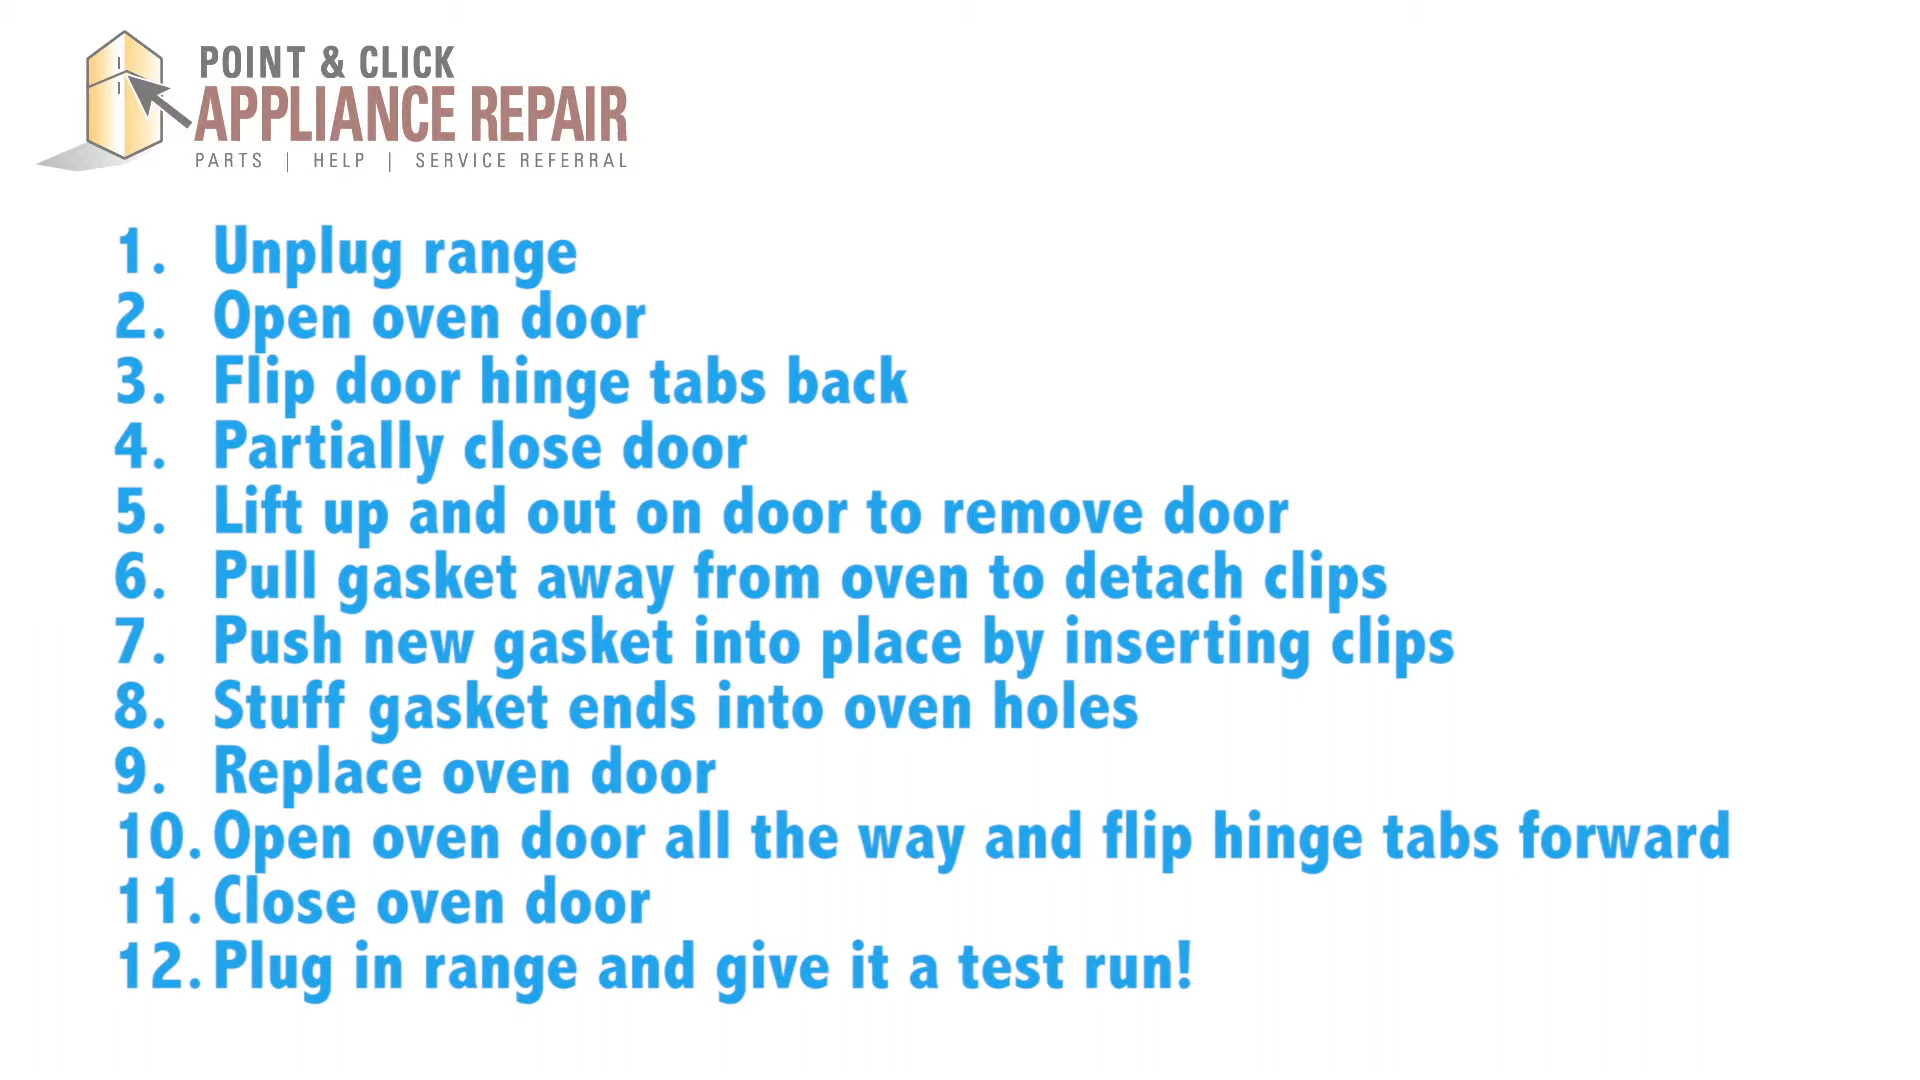 POINT & CLICK
APPLIANCE REPAIR
PARTS | HELP | SERVICE REFERRAL
1. Unplug range
2. Open oven door
3. Flip door hinge tabs back
4. Partially close door
5. Lift up and out on door to remove door
6. Pull gasket away from oven to detach clips
7. Push new gasket into place by inserting clips
8. Stuff gasket ends into oven holes
9. Replace oven door
10. Open oven door all the way and flip hinge tabs forward
11. Close oven door
12. Plug in range and give it a test run!